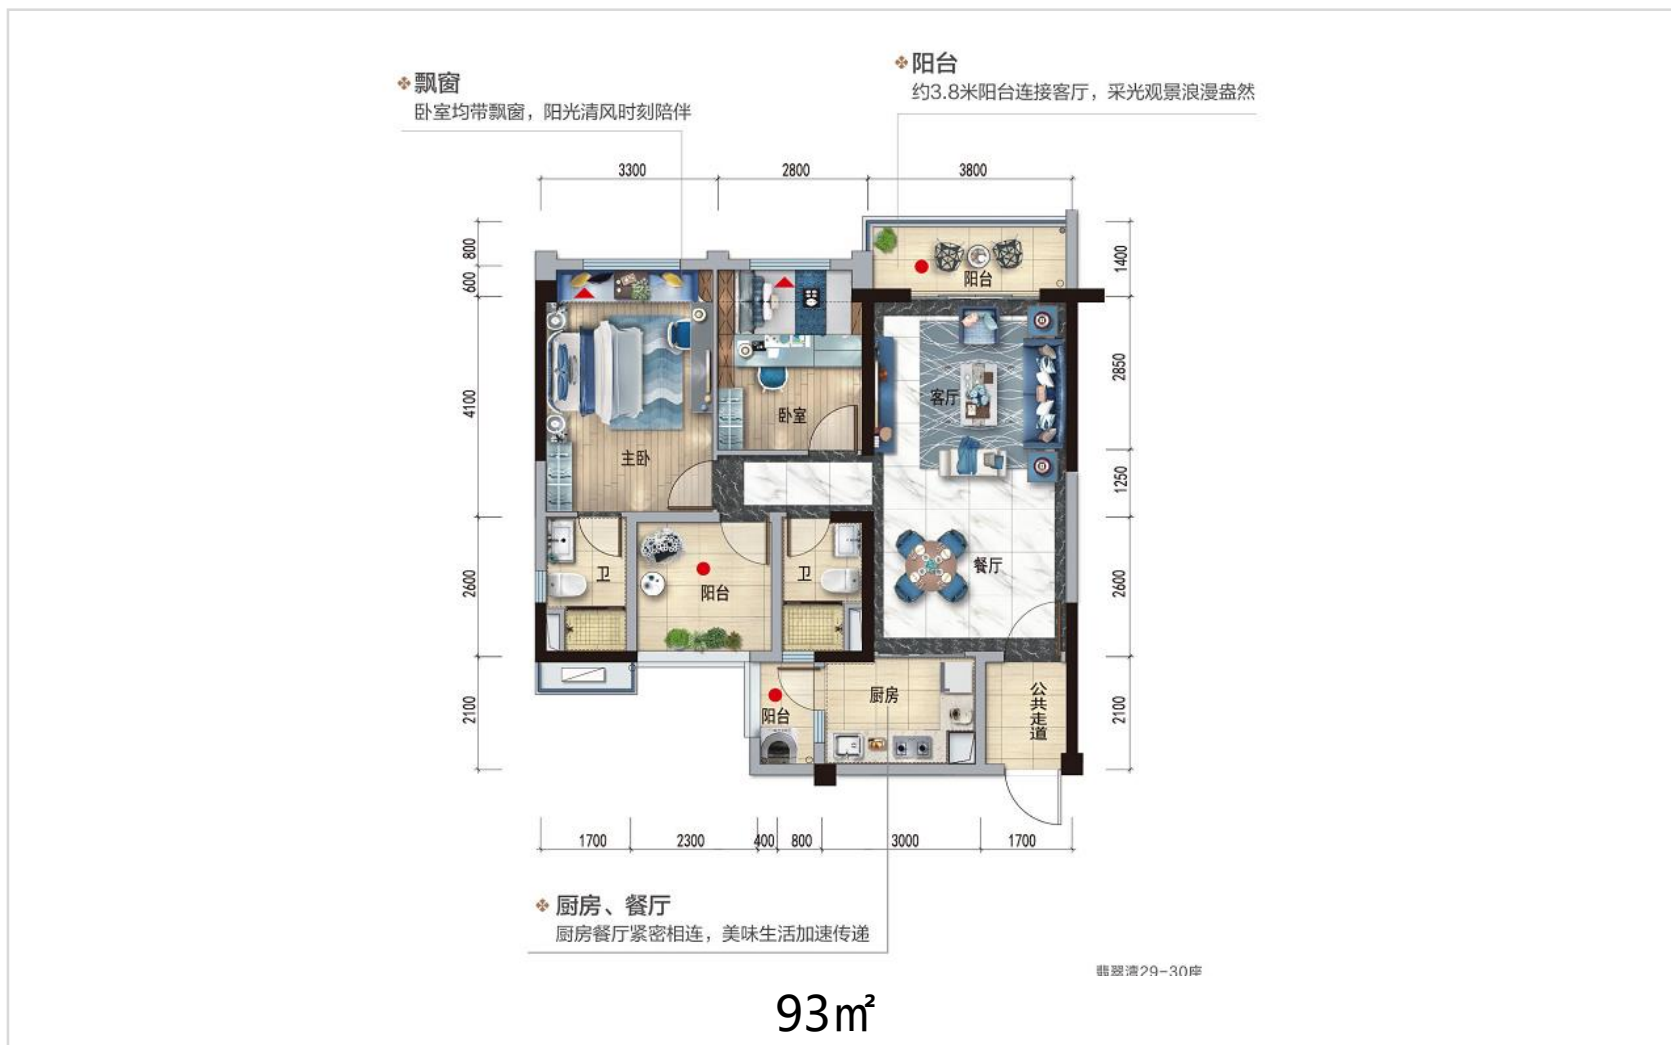 飘窗
卧室均带飘窗，阳光清风时刻陪伴
阳台
约3.8米阳台连接客厅，采光观景浪漫盎然
3300
2800
3800
800
600
4100
2600
2100
1400
2850
1250
2600
2100
阳台
客厅
卧室
主卧
餐厅
卫
阳台
卫
厨房
阳台
公共走道
1700
2300
400
800
3000
1700
厨房、餐厅
厨房餐厅紧密相连，美味生活加速传递
翡翠湾29-30座
93㎡